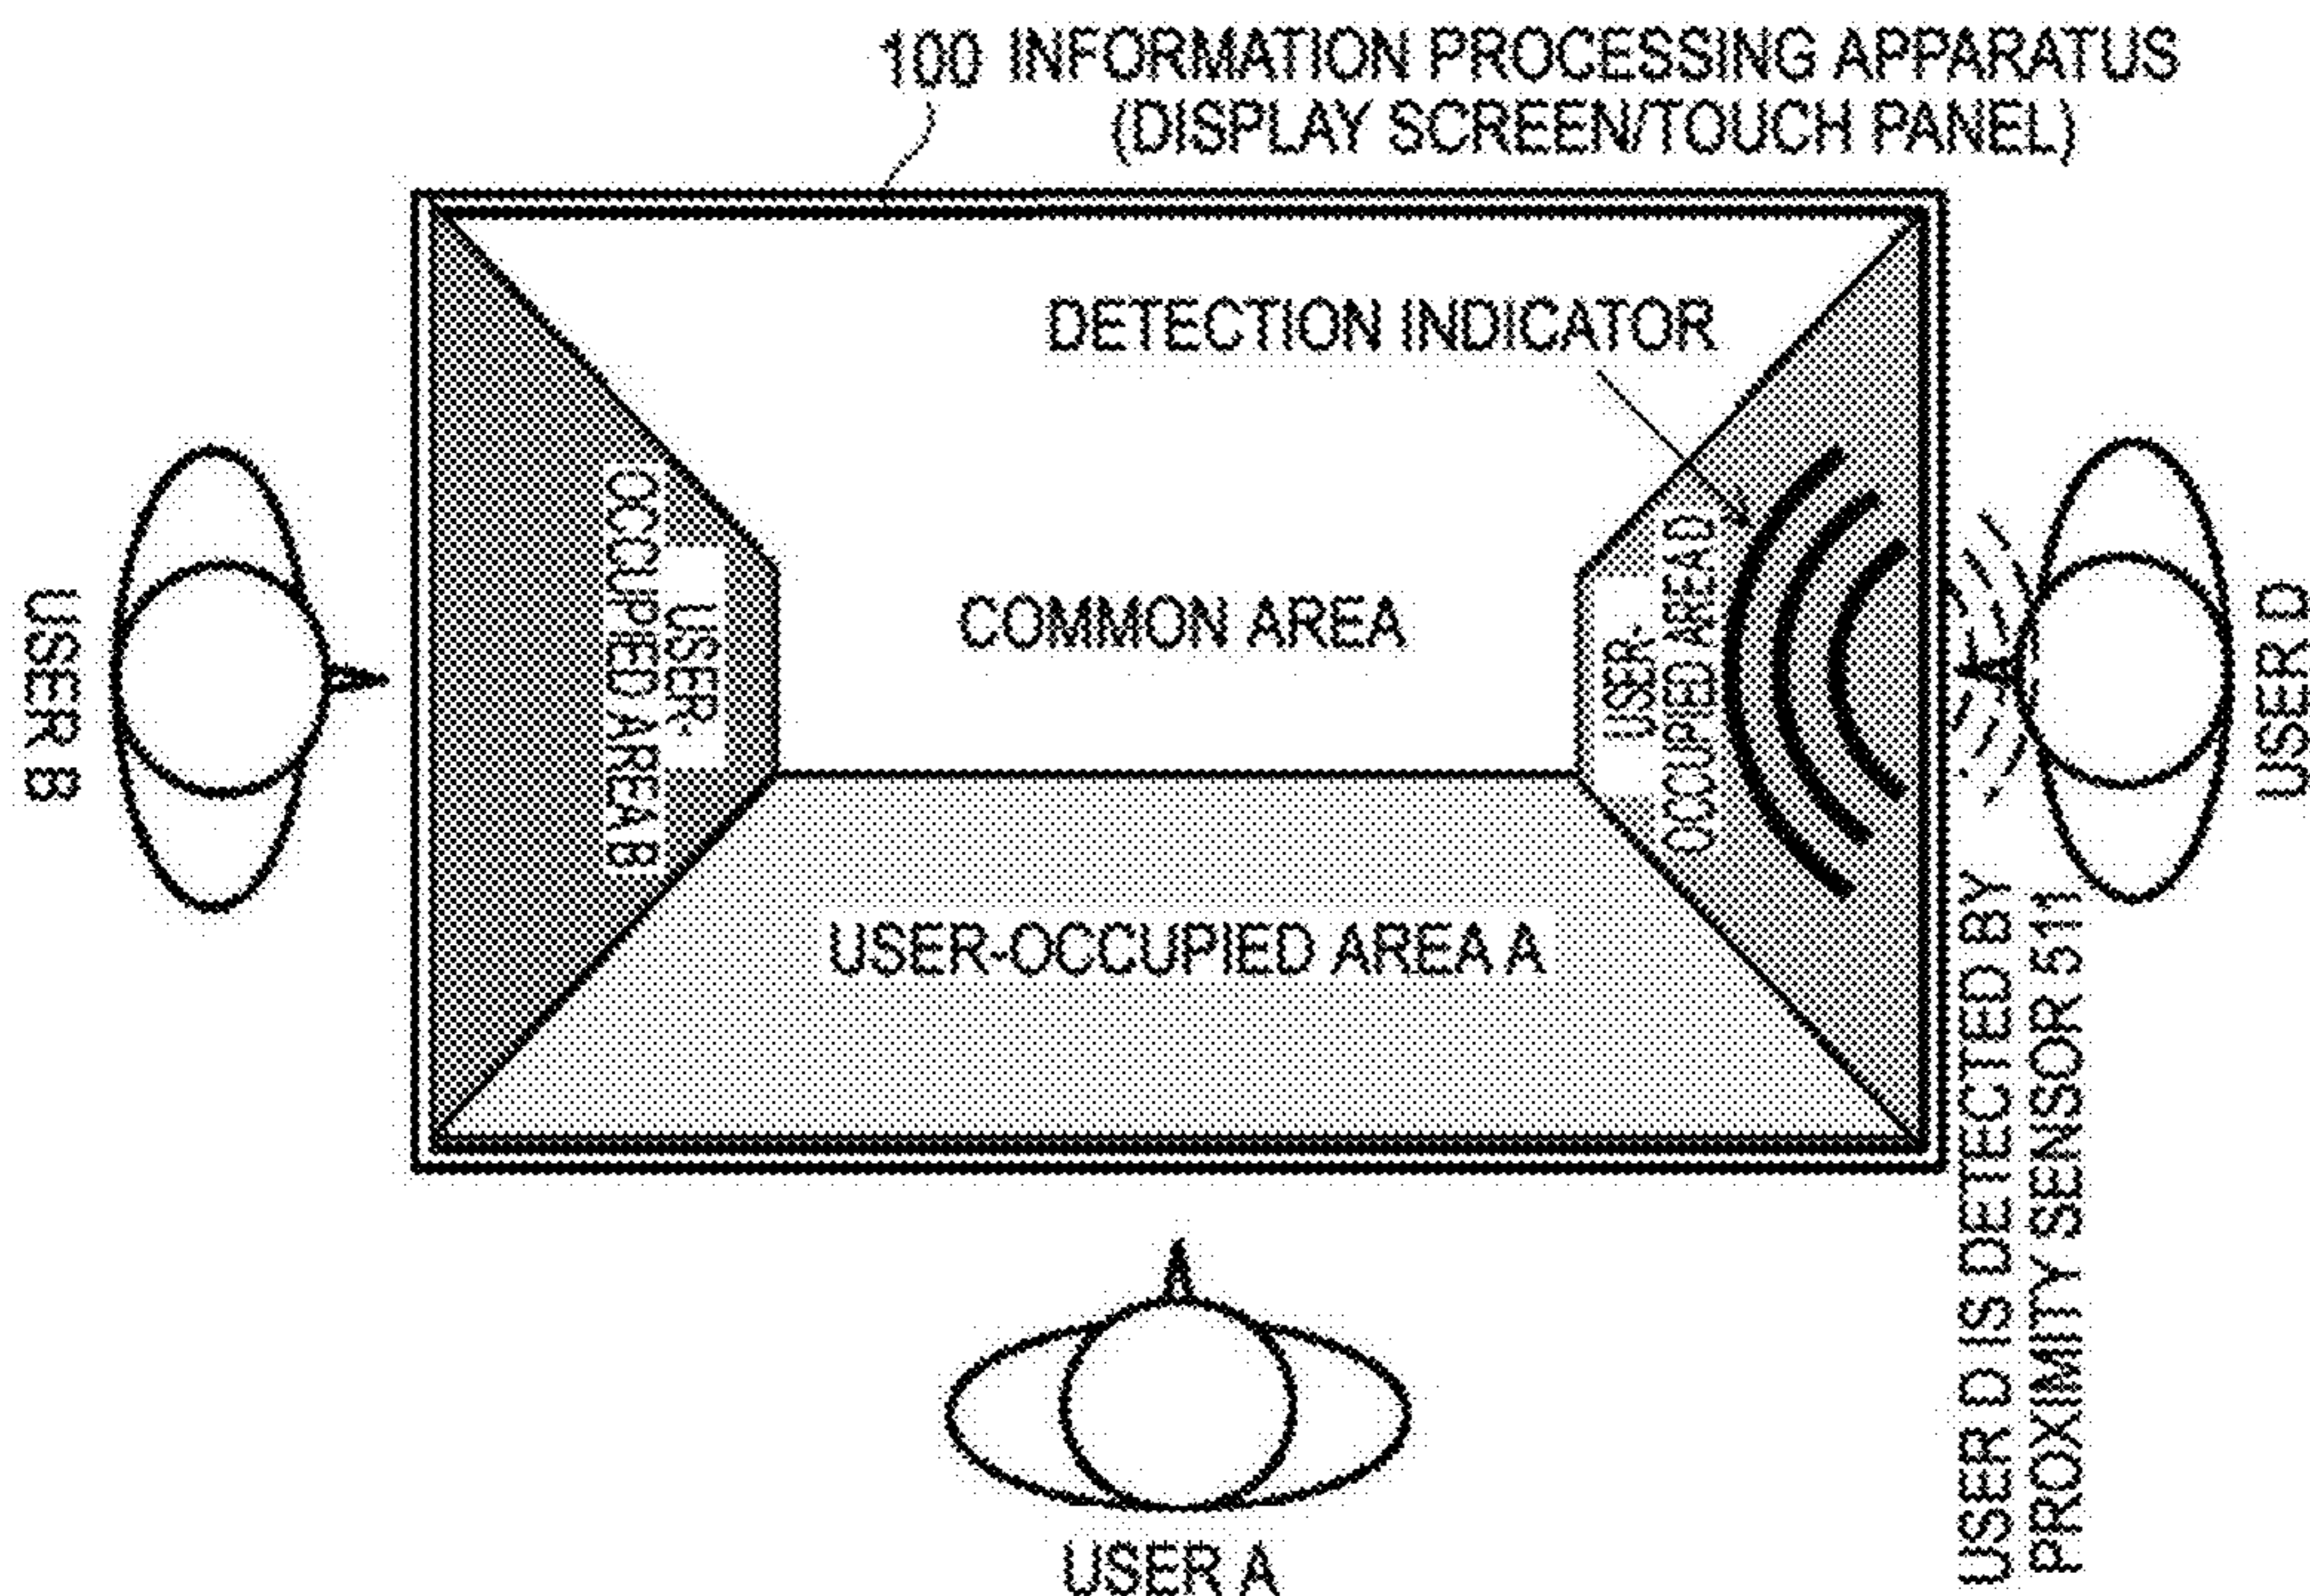 100 INFORMATION PROCESSING APPARATUS
(DISPLAY SCREEN/TOUCH PANEL)
DETECTION INDICATOR
USER B
USER-
OCCUPIED AREA B
COMMON AREA
USER-
OCCUPIED AREA D
USER D
USER-OCCUPIED AREA A
USER D IS DETECTED BY
PROXIMITY SENSOR 511
USER A